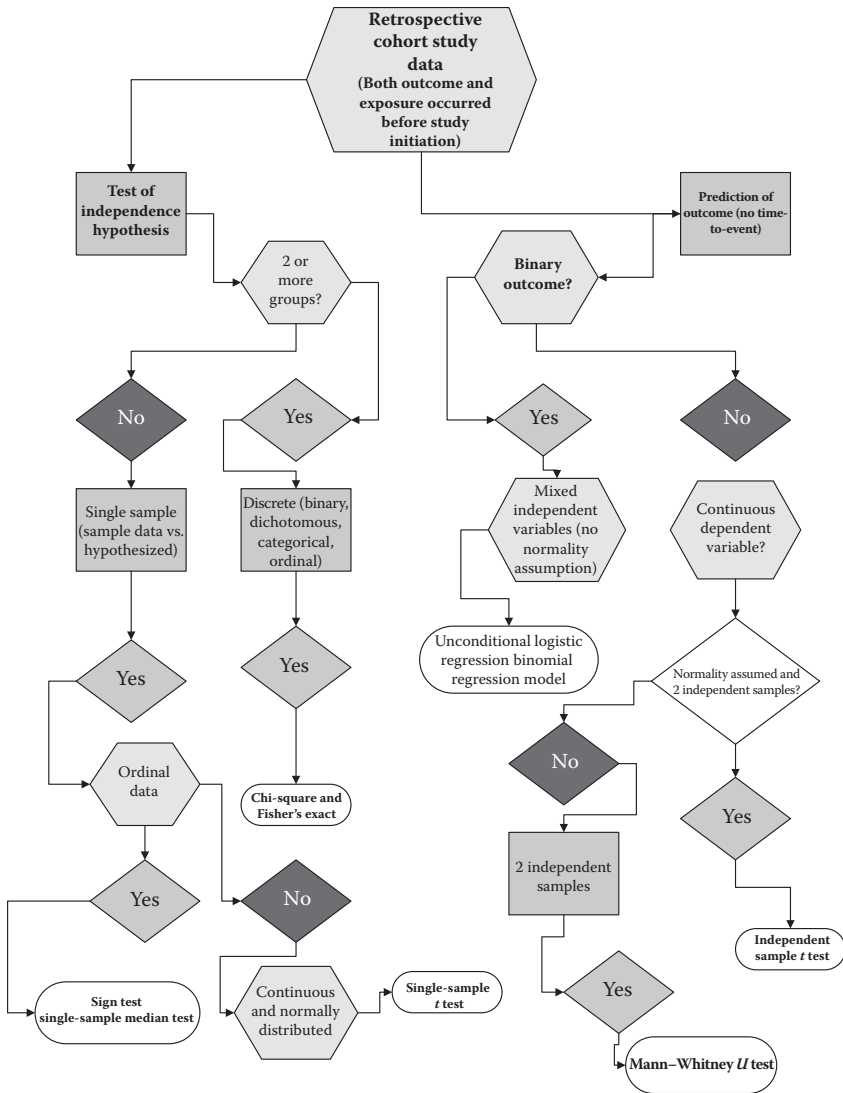 Retrospective
cohort study
data
(Both outcome and
exposure occurred
before study
initiation)
Test of
independence
hypothesis
Prediction of
outcome (no time-
to-event)
2 or
more
groups?
Binary
outcome?
No
Yes
Yes
No
Single sample
(sample data vs.
hypothesized)
Discrete (binary,
dichotomous,
categorical,
ordinal)
Mixed
independent
variables (no
normality
assumption)
Continuous
dependent
variable?
Unconditional logistic
regression binomial
regression model
Yes
Yes
Normality assumed and
2 independent samples?
No
Ordinal
data
Chi-square and
Fisher's exact
Yes
2 independent
samples
Yes
No
Independent
sample t test
Sign test
single-sample median test
Continuous
and normally
distributed
Single-sample
t test
Yes
Mann–Whitney U test